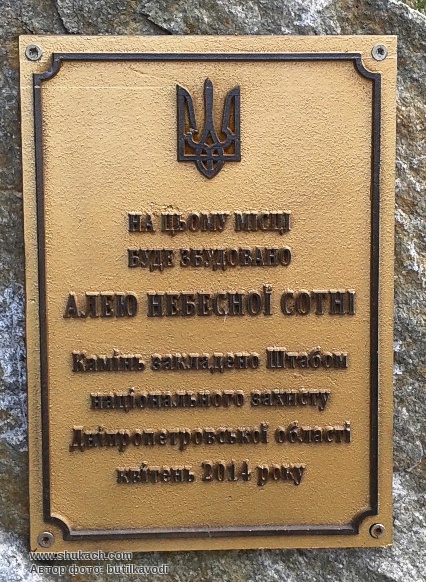 НА ЦЬОМУ МІСЦІ
БУДЕ ЗБУДОВАНО
АЛЕЮ НЕБЕСНОЇ СОТНІ
Камінь закладено Штабом
національного захисту
Дніпропетровської області
квітень 2014 року
www.shukach.com
Автор фото: butilkavodi